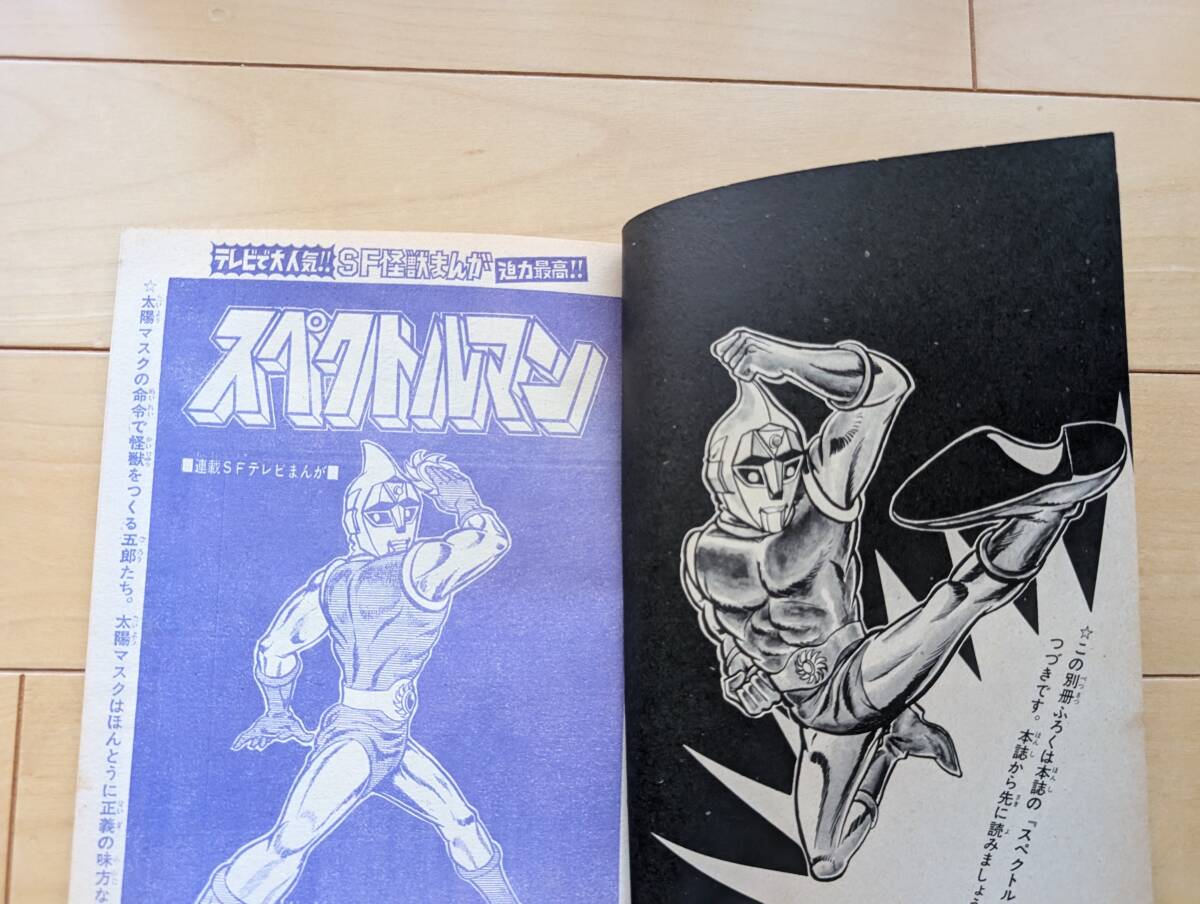 ☆この別冊ふろくは本誌の『スペクトル
つづきです。本誌から先に読みましょう
テレビで大人気!! SF怪獣まんが 迫力最高!!
スペクトルマン
■連載SFテレビまんが■
☆太陽マスクの命令で怪獣をつくる五郎たち。太陽マスクはほんとうに正義の味方な